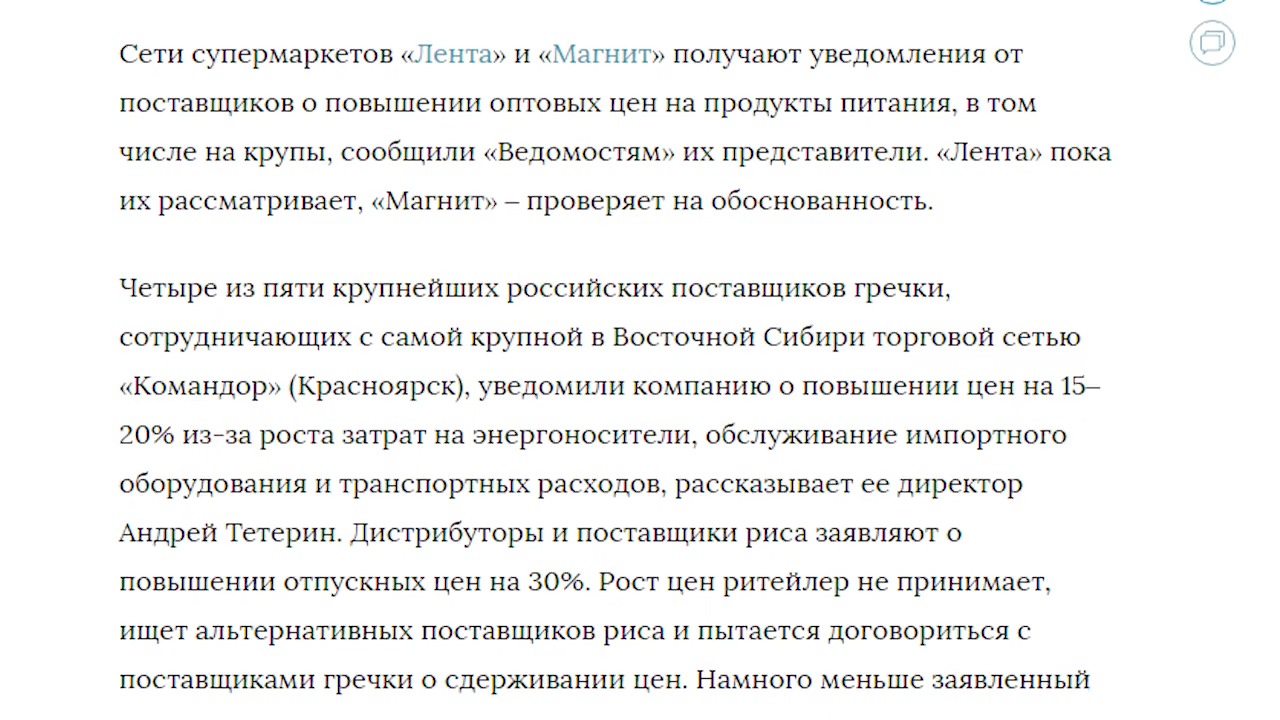 Сети супермаркетов «Лента» и «Магнит» получают уведомления от
поставщиков о повышении оптовых цен на продукты питания, в том
числе на крупы, сообщили «Ведомостям» их представители. «Лента» пока
их рассматривает, «Магнит» – проверяет на обоснованность.
Четыре из пяти крупнейших российских поставщиков гречки,
сотрудничающих с самой крупной в Восточной Сибири торговой сетью
«Командор» (Красноярск), уведомили компанию о повышении цен на 15–
20% из-за роста затрат на энергоносители, обслуживание импортного
оборудования и транспортных расходов, рассказывает ее директор
Андрей Тетерин. Дистрибуторы и поставщики риса заявляют о
повышении отпускных цен на 30%. Рост цен ритейлер не принимает,
ищет альтернативных поставщиков риса и пытается договориться с
поставщиками гречки о сдерживании цен. Намного меньше заявленный